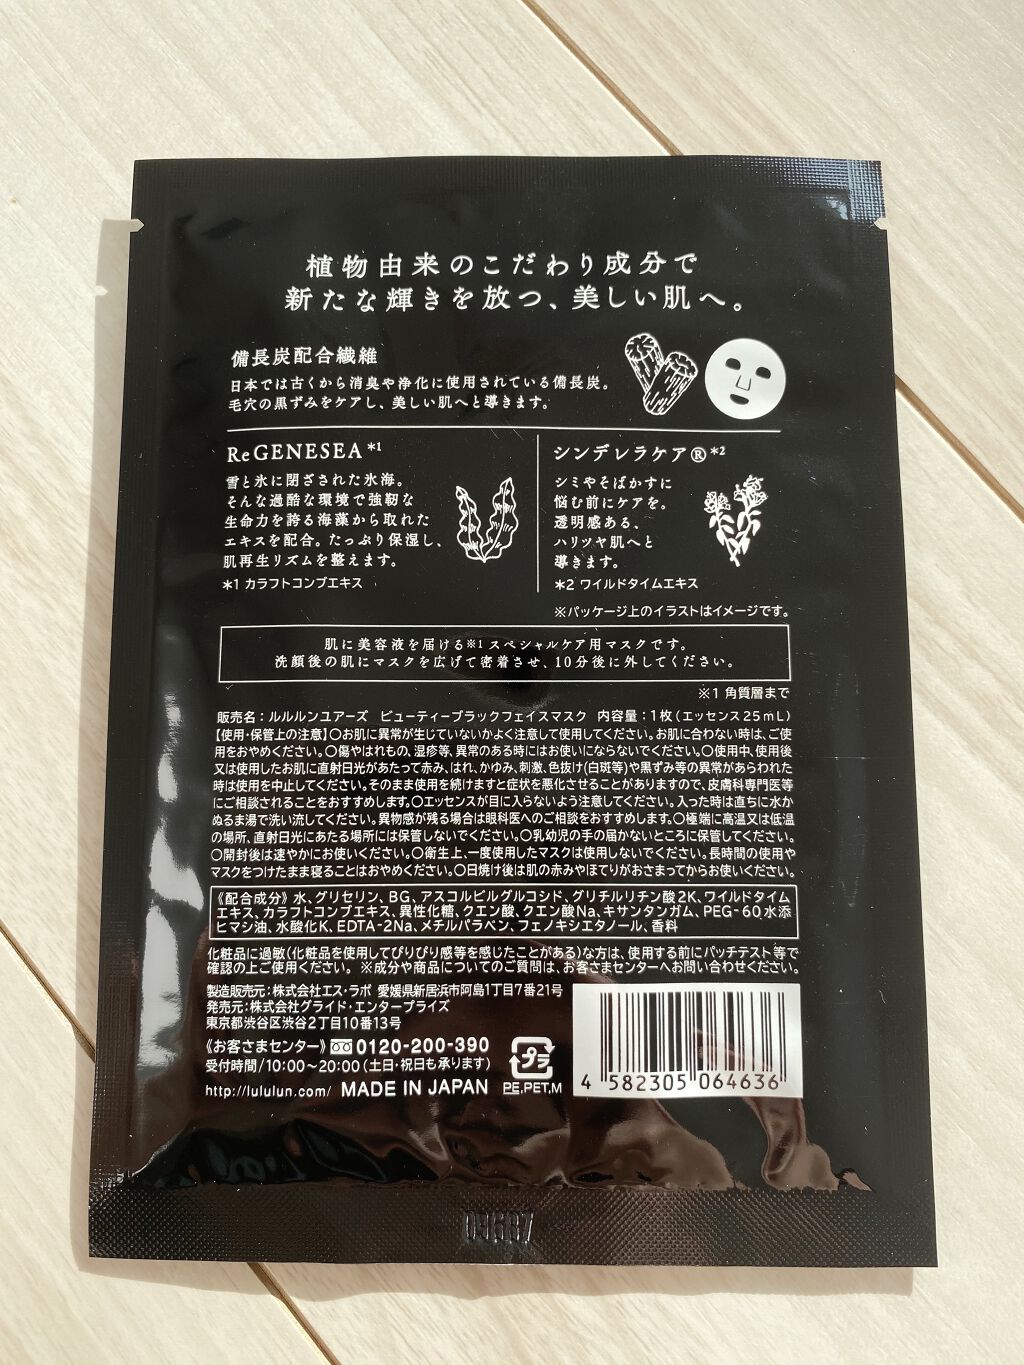 植物由来のこだわり成分で
新たな輝きを放つ、美しい肌へ。
備長炭配合繊維
日本では古くから消臭や浄化に使用されている備長炭。
毛穴の黒ずみをケアし、美しい肌へと導きます。
ReGENESEA*1
雪と氷に閉ざされた氷海。
そんな過酷な環境で強靭な
生命力を誇る海藻から取れた
エキスを配合。たっぷり保湿し、
肌再生リズムを整えます。
*1 カラフトコンブエキス
シンデレラケア®*2
シミやそばかすに
悩む前にケアを。
透明感ある、
ハリツヤ肌へと
導きます。
*2 ワイルドタイムエキス
※パッケージ上のイラストはイメージです。
肌に美容液を届ける※1 スペシャルケア用マスクです。
洗顔後の肌にマスクを広げて密着させ、10分後に外してください。
※1 角質層まで
販売名：ルルルンユアーズ ビューティーブラックフェイスマスク 内容量：1枚(エッセンス25mL)
【使用・保管上の注意】○お肌に異常が生じていないかよく注意して使用してください。お肌に合わない時は、ご使
用をおやめください。○傷やはれもの、湿疹等、異常のある時にはお使いにならないでください。○使用中、使用後
又は使用したお肌に直射日光があたって赤み、はれ、かゆみ、刺激、色抜け(白斑等)や黒ずみ等の異常があらわれた
時は使用を中止してください。そのまま使用を続けますと症状を悪化させることがありますので、皮膚科専門医等
にご相談されることをおすすめします。○エッセンスが目に入らないよう注意してください。入った時は直ちに水か
ぬるま湯で洗い流してください。異物感が残る場合は眼科医へのご相談をおすすめします。○極端に高温又は低温
の場所、直射日光にあたる場所には保管しないでください。○乳幼児の手の届かないところに保管してください。
○開封後は速やかにお使いください。○衛生上、一度使用したマスクは使用しないでください。長時間の使用や
マスクをつけたまま寝ることはおやめください。○日焼け後は肌の赤みやほてりがおさまってからお使いください。
《配合成分》水、グリセリン、BG、アスコルビルグルコシド、グリチルリチン酸2K、ワイルドタイム
エキス、カラフトコンブエキス、異性化糖、クエン酸、クエン酸Na、キサンタンガム、PEG-60水添
ヒマシ油、水酸化K、EDTA-2Na、メチルパラベン、フェノキシエタノール、香料
化粧品に過敏(化粧品を使用してぴりぴり感等を感じたことがある)な方は、使用する前にパッチテスト等で
確認の上ご使用ください。※成分や商品についてのご質問は、お客さまセンターへお問い合わせください。
製造販売元：株式会社エス・ラボ 愛媛県新居浜市阿島1丁目7番21号
発売元：株式会社グライド・エンタープライズ
東京都渋谷区渋谷2丁目10番13号
《お客さまセンター》0120-200-390
受付時間/10:00～20:00(土日・祝日も承ります)
http://lululun.com/ MADE IN JAPAN
プラ
PE,PET,M
4 582305 064636